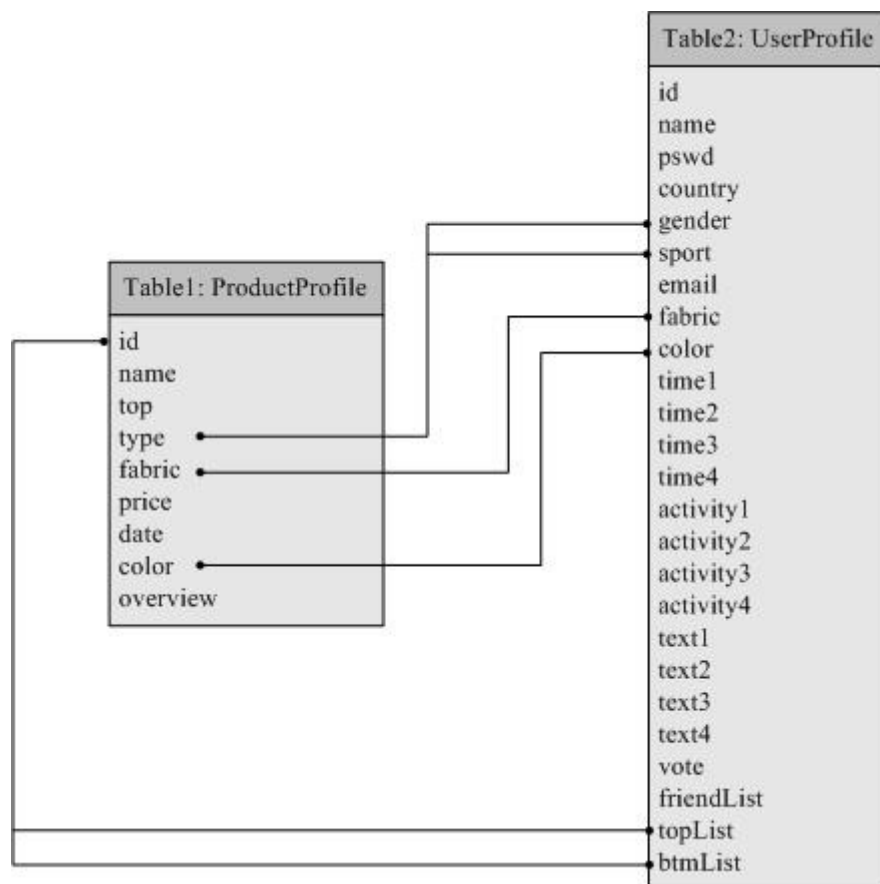 Table1: ProductProfile
id
name
top
type
fabric
price
date
color
overview
Table2: UserProfile
id
name
pswd
country
gender
sport
email
fabric
color
time1
time2
time3
time4
activity1
activity2
activity3
activity4
text1
text2
text3
text4
vote
friendList
topList
btmList